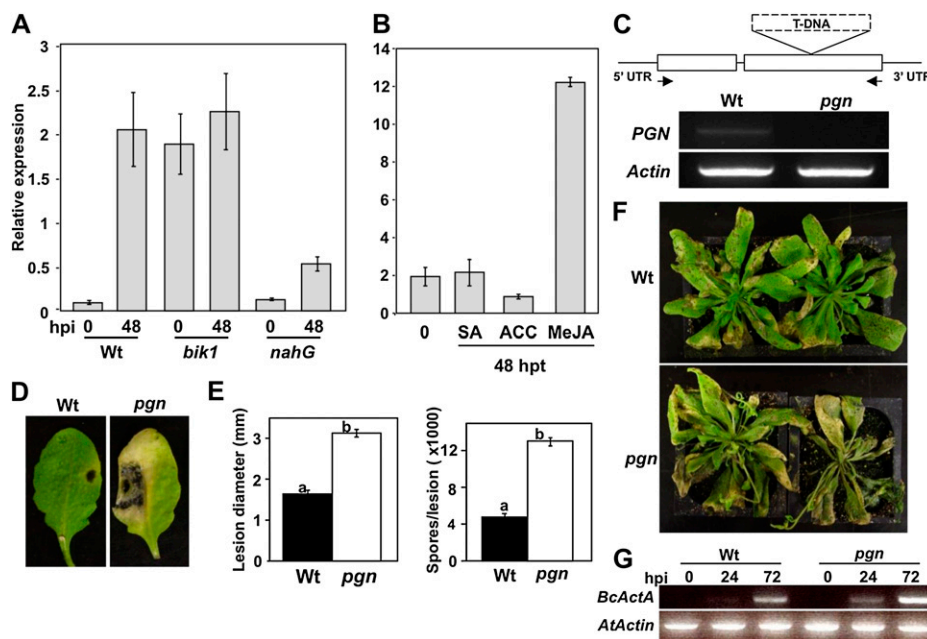 A
Relative expression
3
2.5
2
1.5
1
0.5
0
hpi 0 48 0 48 0 48
Wt bik1 nahG
B
14
12
10
8
6
4
2
0
0 SA ACC MeJA
48 hpt
C
T-DNA
5' UTR 3' UTR
Wt pgn
PGN
Actin
D
Wt pgn
E
Lesion diameter (mm)
4
3
2
1
0
a
b
Wt pgn
Spores/lesion ( x1000)
12
8
4
0
a
b
Wt pgn
F
Wt
pgn
G
Wt pgn
hpi 0 24 72 0 24 72
BcActA
AtActin